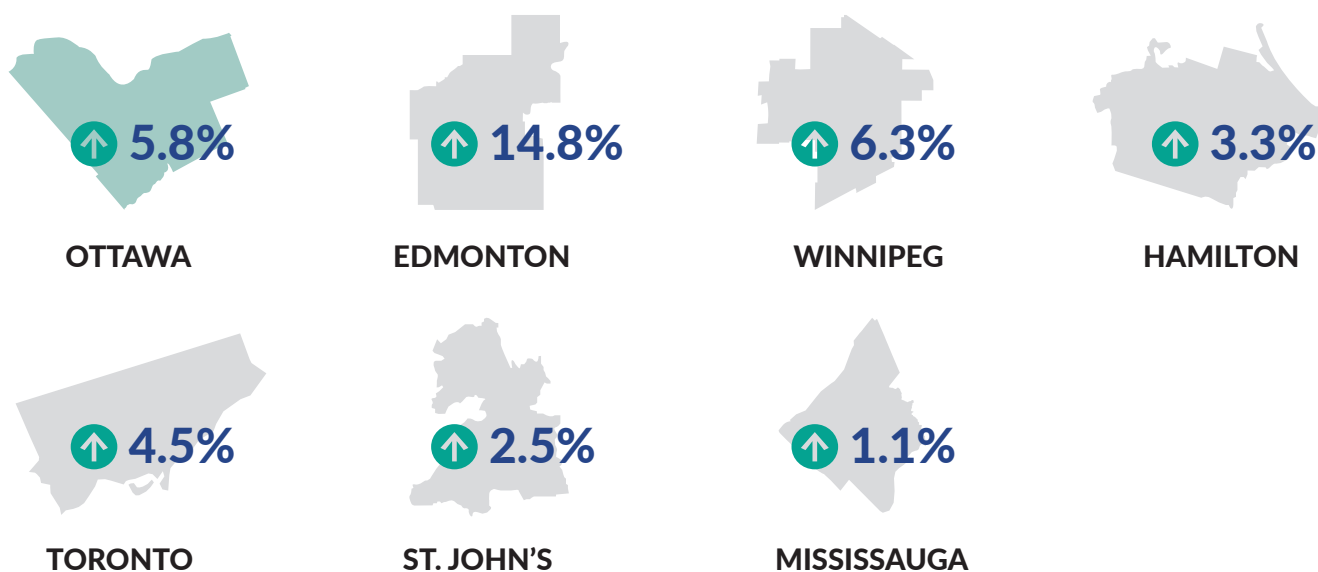 5.8%
14.8%
6.3%
3.3%
OTTAWA
EDMONTON
WINNIPEG
HAMILTON
4.5%
2.5%
1.1%
TORONTO
ST. JOHN’S
MISSISSAUGA